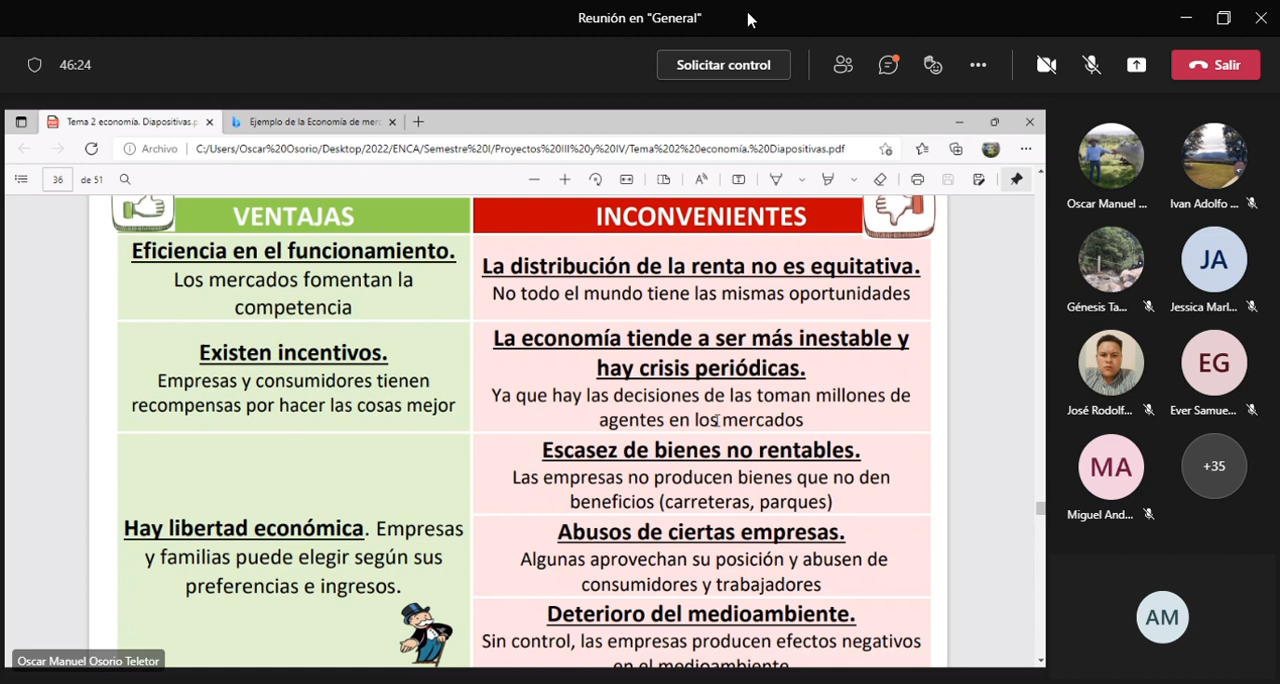 Reunión en "General"
46:24
Solicitar control
Salir
Tema 2 economía. Diapositivas.p
Ejemplo de la Economía de merc
Archivo
C:/Users/Oscar%20Osorio/Desktop/2022/ENCA/Semestre%20I/Proyectos%20III%20y%20IV/Tema%202%20economía.%20Diapositivas.pdf
36
de 51
VENTAJAS
Eficiencia en el funcionamiento.
Los mercados fomentan la
competencia
Existen incentivos.
Empresas y consumidores tienen
recompensas por hacer las cosas mejor
Hay libertad económica. Empresas
y familias puede elegir según sus
preferencias e ingresos.
INCONVENIENTES
La distribución de la renta no es equitativa.
No todo el mundo tiene las mismas oportunidades
La economía tiende a ser más inestable y
hay crisis periódicas.
Ya que hay las decisiones de las toman millones de
agentes en los mercados
Escasez de bienes no rentables.
Las empresas no producen bienes que no den
beneficios (carreteras, parques)
Abusos de ciertas empresas.
Algunas aprovechan su posición y abusen de
consumidores y trabajadores
Deterioro del medioambiente.
Sin control, las empresas producen efectos negativos
en el medioambiente
Oscar Manuel Osorio Teletor
Oscar Manuel ...
Ivan Adolfo ...
JA
Génesis Ta...
Jessica Marl...
EG
José Rodolf...
Ever Samue...
MA
+35
Miguel And...
AM